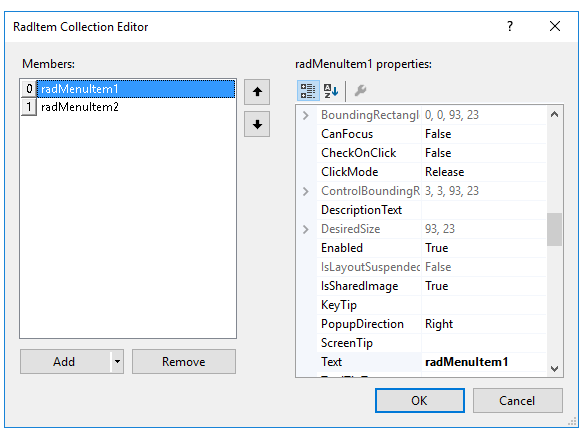 RadItem Collection Editor
?
Members:
0 radMenuItem1
1 radMenuItem2
Add
Remove
radMenuItem1 properties:
BoundingRectangl 0, 0, 93, 23
CanFocus False
CheckOnClick False
ClickMode Release
ControlBoundingR 3, 3, 93, 23
DescriptionText
DesiredSize 93, 23
Enabled True
IsLayoutSuspended False
IsSharedImage True
KeyTip
PopupDirection Right
ScreenTip
Text radMenuItem1
OK
Cancel